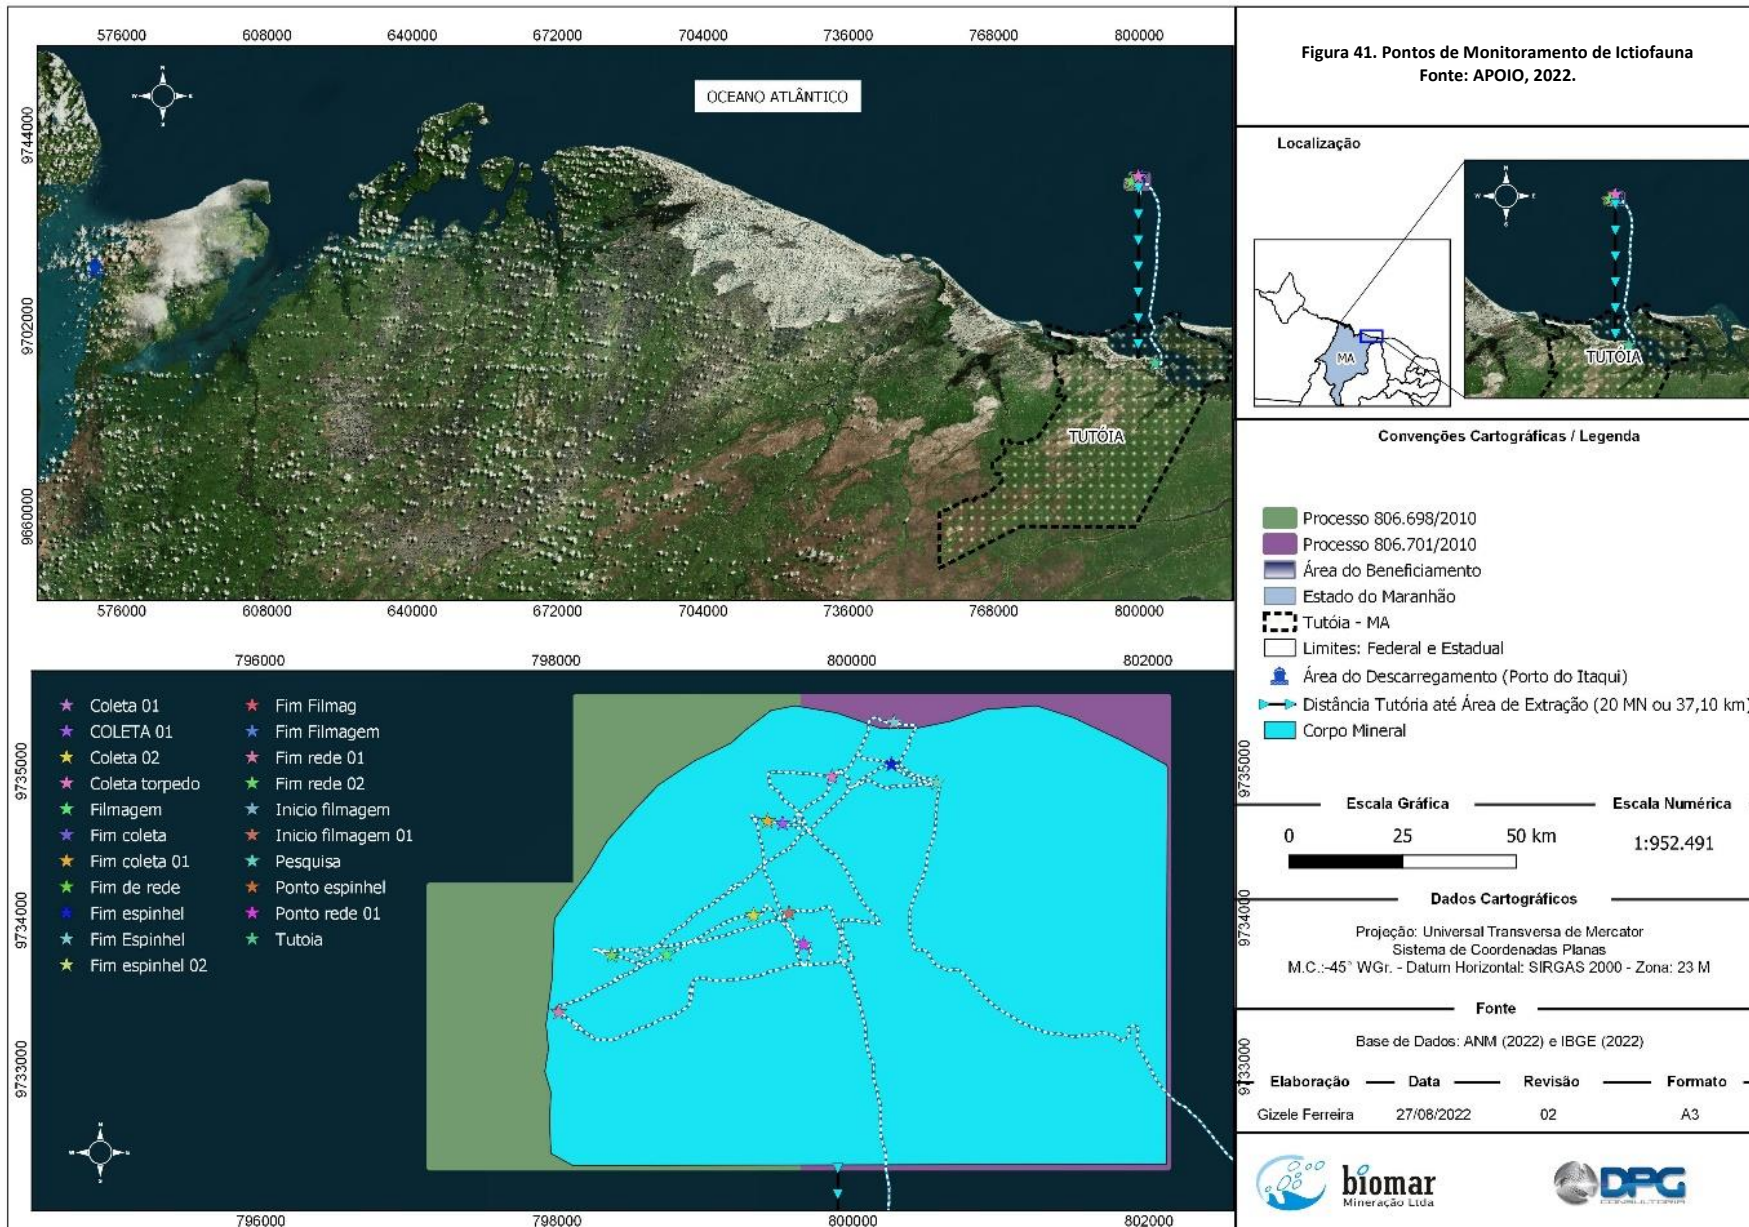 576000 608000 640000 672000 704000 736000 768000 800000
OCEANO ATLÂNTICO
9744000
9702000
9660000
TUTÓIA
576000 608000 640000 672000 704000 736000 768000 800000
796000 798000 800000 802000
Coleta 01
COLETA 01
Coleta 02
Coleta torpedo
Filmagem
Fim coleta
Fim coleta 01
Fim de rede
Fim espinhel
Fim Espinhel
Fim espinhel 02
Fim Filmag
Fim Filmagem
Fim rede 01
Fim rede 02
Inicio filmagem
Inicio filmagem 01
Pesquisa
Ponto espinhel
Ponto rede 01
Tutoia
9735000
9734000
9733000
9735000
9734000
9733000
796000 798000 800000 802000
Figura 41. Pontos de Monitoramento de Ictiofauna
Fonte: APOIO, 2022.
Localização
MA
TUTÓIA
Convenções Cartográficas / Legenda
Processo 806.698/2010
Processo 806.701/2010
Área do Beneficiamento
Estado do Maranhão
Tutóia - MA
Limites: Federal e Estadual
Área do Descarregamento (Porto do Itaqui)
Distância Tutória até Área de Extração (20 MN ou 37,10 km)
Corpo Mineral
Escala Gráfica Escala Numérica
0 25 50 km
1:952.491
Dados Cartográficos
Projeção: Universal Transversa de Mercator
Sistema de Coordenadas Planas
M.C.:-45° WGr. - Datum Horizontal: SIRGAS 2000 - Zona: 23 M
Fonte
Base de Dados: ANM (2022) e IBGE (2022)
Elaboração Data Revisão Formato
Gizele Ferreira 27/08/2022 02 A3
biomar
Mineração Ltda
DPG
CONSULTORIA